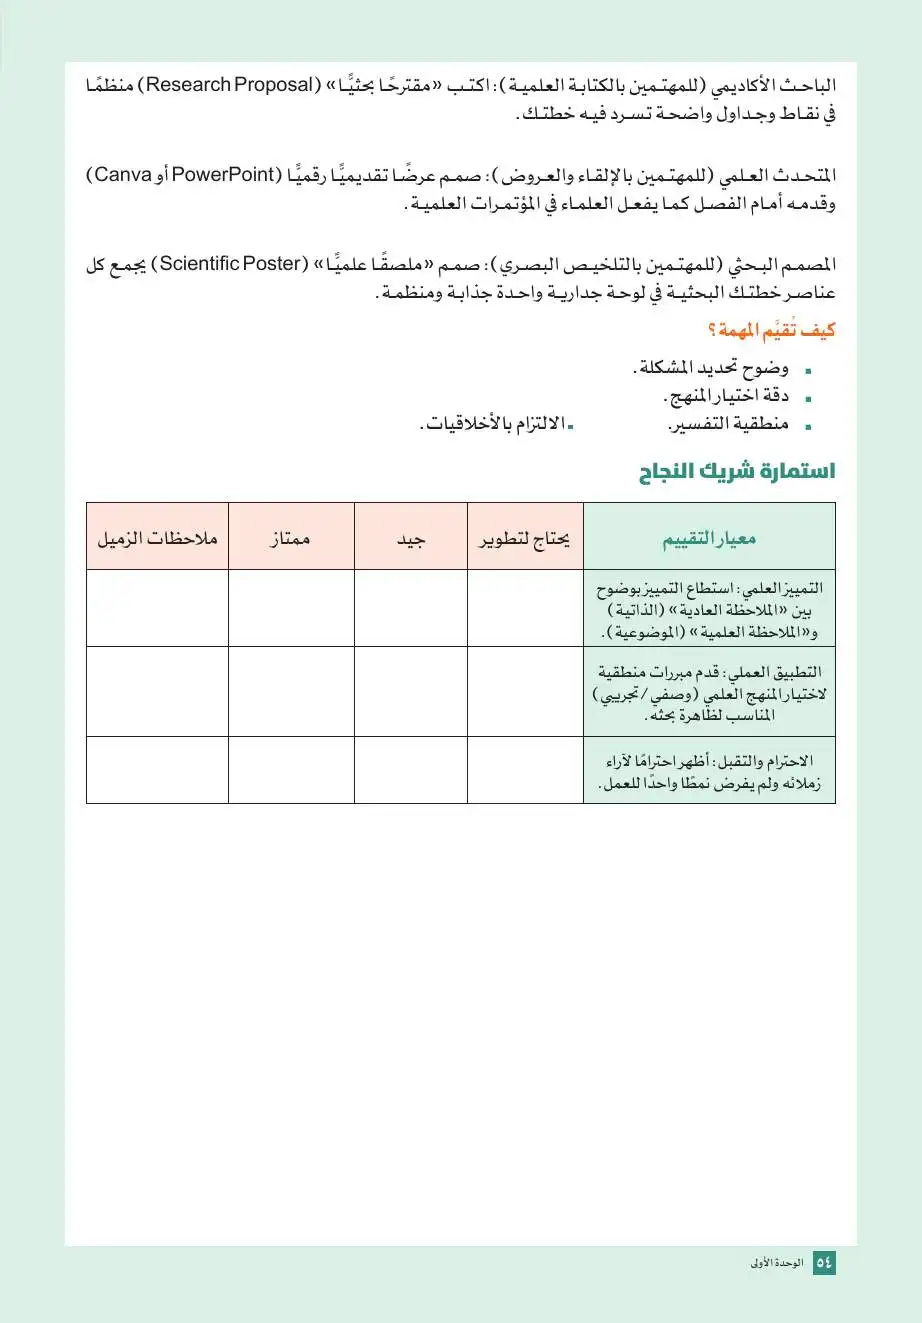 الباحث الأكاديمي (للمهتمين بالكتابة العلمية): اكتب «مقترحًا بحثيًّا» (Research Proposal) منظمًا
في نقاط وجداول واضحة تسرد فيه خطتك.
المتحدث العلمي (للمهتمين بالإلقاء والعروض): صمم عرضًا تقديميًّا رقميًّا (PowerPoint أو Canva)
وقدمه أمام الفصل كما يفعل العلماء في المؤتمرات العلمية.
المصمم البحثي (للمهتمين بالتلخيص البصري): صمم «ملصقًا علميًّا» (Scientific Poster) يجمع كل
عناصر خطتك البحثية في لوحة جدارية واحدة جذابة ومنظمة.
كيف تُقيَّم المهمة؟
▪ وضوح تحديد المشكلة.
▪ دقة اختيار المنهج.
▪ منطقية التفسير. ▪ الالتزام بالأخلاقيات.
استمارة شريك النجاح
معيار التقييم يحتاج لتطوير جيد ممتاز ملاحظات الزميل
التمييز العلمي: استطاع التمييز بوضوح
بين «الملاحظة العادية» (الذاتية)
و«الملاحظة العلمية» (الموضوعية).
التطبيق العملي: قدم مبررات منطقية
لاختيار المنهج العلمي (وصفي/تجريبي)
المناسب لظاهرة بحثه.
الاحترام والتقبل: أظهر احترامًا لآراء
زملائه ولم يفرض نمطًا واحدًا للعمل.
٥٤ الوحدة الأولى